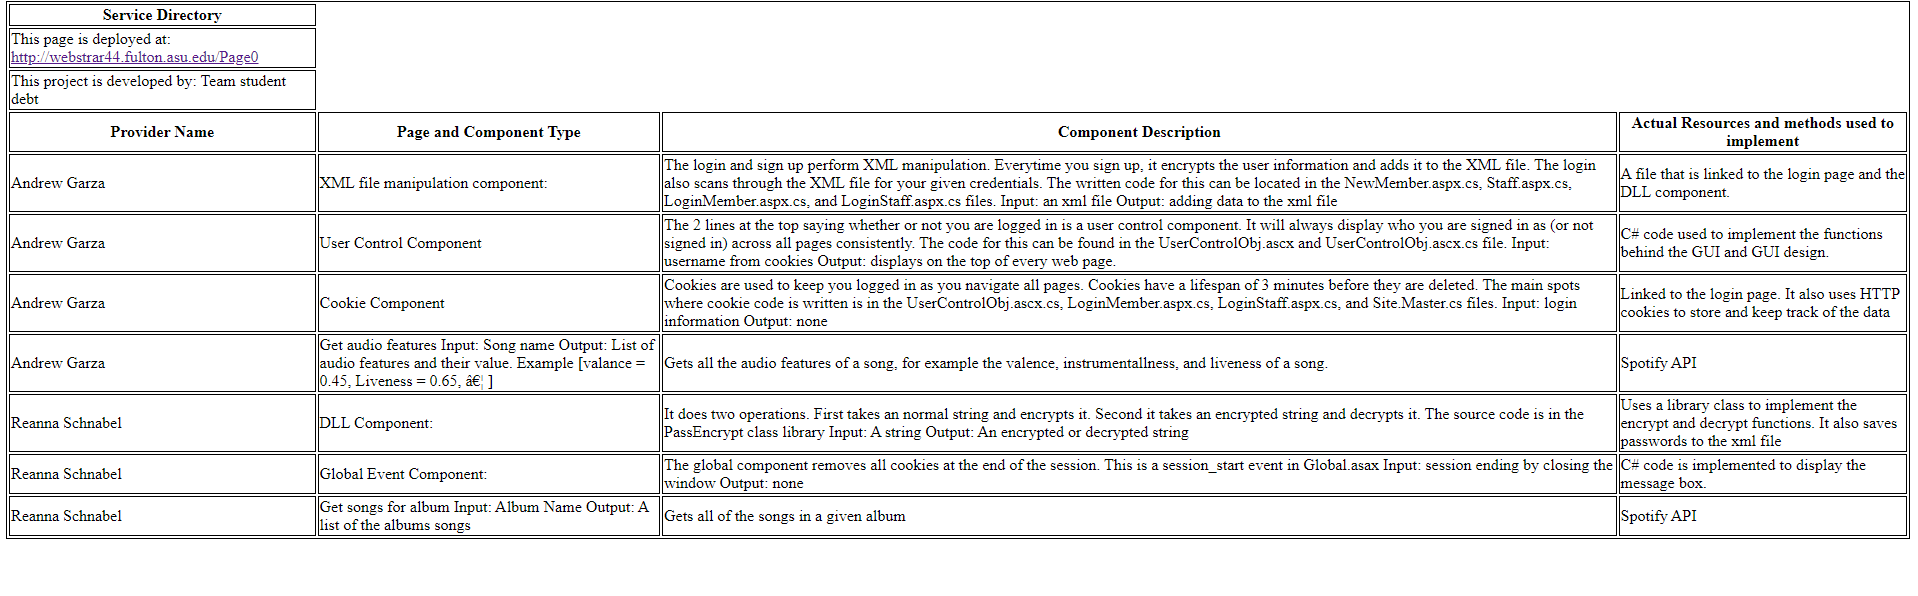 Service Directory
This page is deployed at:
http://webstrar44.fulton.asu.edu/Page0
This project is developed by: Team student
debt
Provider Name
Page and Component Type
Component Description
Actual Resources and methods used to
implement
Andrew Garza
XML file manipulation component:
The login and sign up perform XML manipulation. Everytime you sign up, it encrypts the user information and adds it to the XML file. The login
also scans through the XML file for your given credentials. The written code for this can be located in the NewMember.aspx.cs, Staff.aspx.cs,
LoginMember.aspx.cs, and LoginStaff.aspx.cs files. Input: an xml file Output: adding data to the xml file
A file that is linked to the login page and the
DLL component.
Andrew Garza
User Control Component
The 2 lines at the top saying whether or not you are logged in is a user control component. It will always display who you are signed in as (or not
signed in) across all pages consistently. The code for this can be found in the UserControlObj.ascx and UserControlObj.ascx.cs file. Input:
username from cookies Output: displays on the top of every web page.
C# code used to implement the functions
behind the GUI and GUI design.
Andrew Garza
Cookie Component
Cookies are used to keep you logged in as you navigate all pages. Cookies have a lifespan of 3 minutes before they are deleted. The main spots
where cookie code is written is in the UserControlObj.ascx.cs, LoginMember.aspx.cs, LoginStaff.aspx.cs, and Site.Master.cs files. Input: login
information Output: none
Linked to the login page. It also uses HTTP
cookies to store and keep track of the data
Andrew Garza
Get audio features Input: Song name Output: List of
audio features and their value. Example [valance =
0.45, Liveness = 0.65, â€¦ ]
Gets all the audio features of a song, for example the valence, instrumentallness, and liveness of a song.
Spotify API
Reanna Schnabel
DLL Component:
It does two operations. First takes an normal string and encrypts it. Second it takes an encrypted string and decrypts it. The source code is in the
PassEncrypt class library Input: A string Output: An encrypted or decrypted string
Uses a library class to implement the
encrypt and decrypt functions. It also saves
passwords to the xml file
Reanna Schnabel
Global Event Component:
The global component removes all cookies at the end of the session. This is a session_start event in Global.asax Input: session ending by closing the
window Output: none
C# code is implemented to display the
message box.
Reanna Schnabel
Get songs for album Input: Album Name Output: A
list of the albums songs
Gets all of the songs in a given album
Spotify API